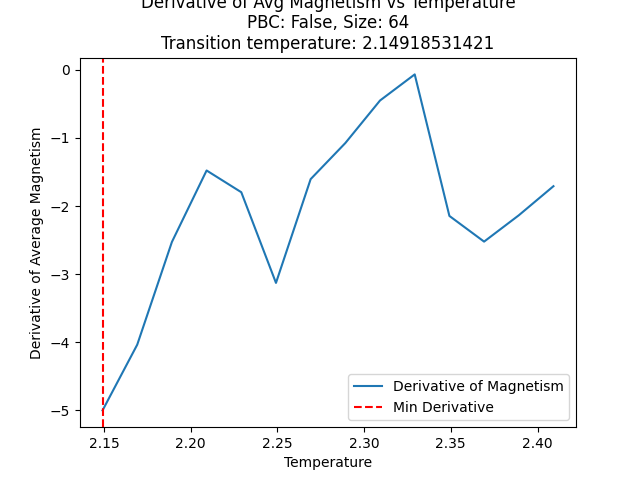 Derivative of Avg Magnetism vs Temperature
PBC: False, Size: 64
Transition temperature: 2.14918531421
0
−1
−2
−3
−4
−5
Derivative of Average Magnetism
Derivative of Magnetism
Min Derivative
2.15 2.20 2.25 2.30 2.35 2.40
Temperature